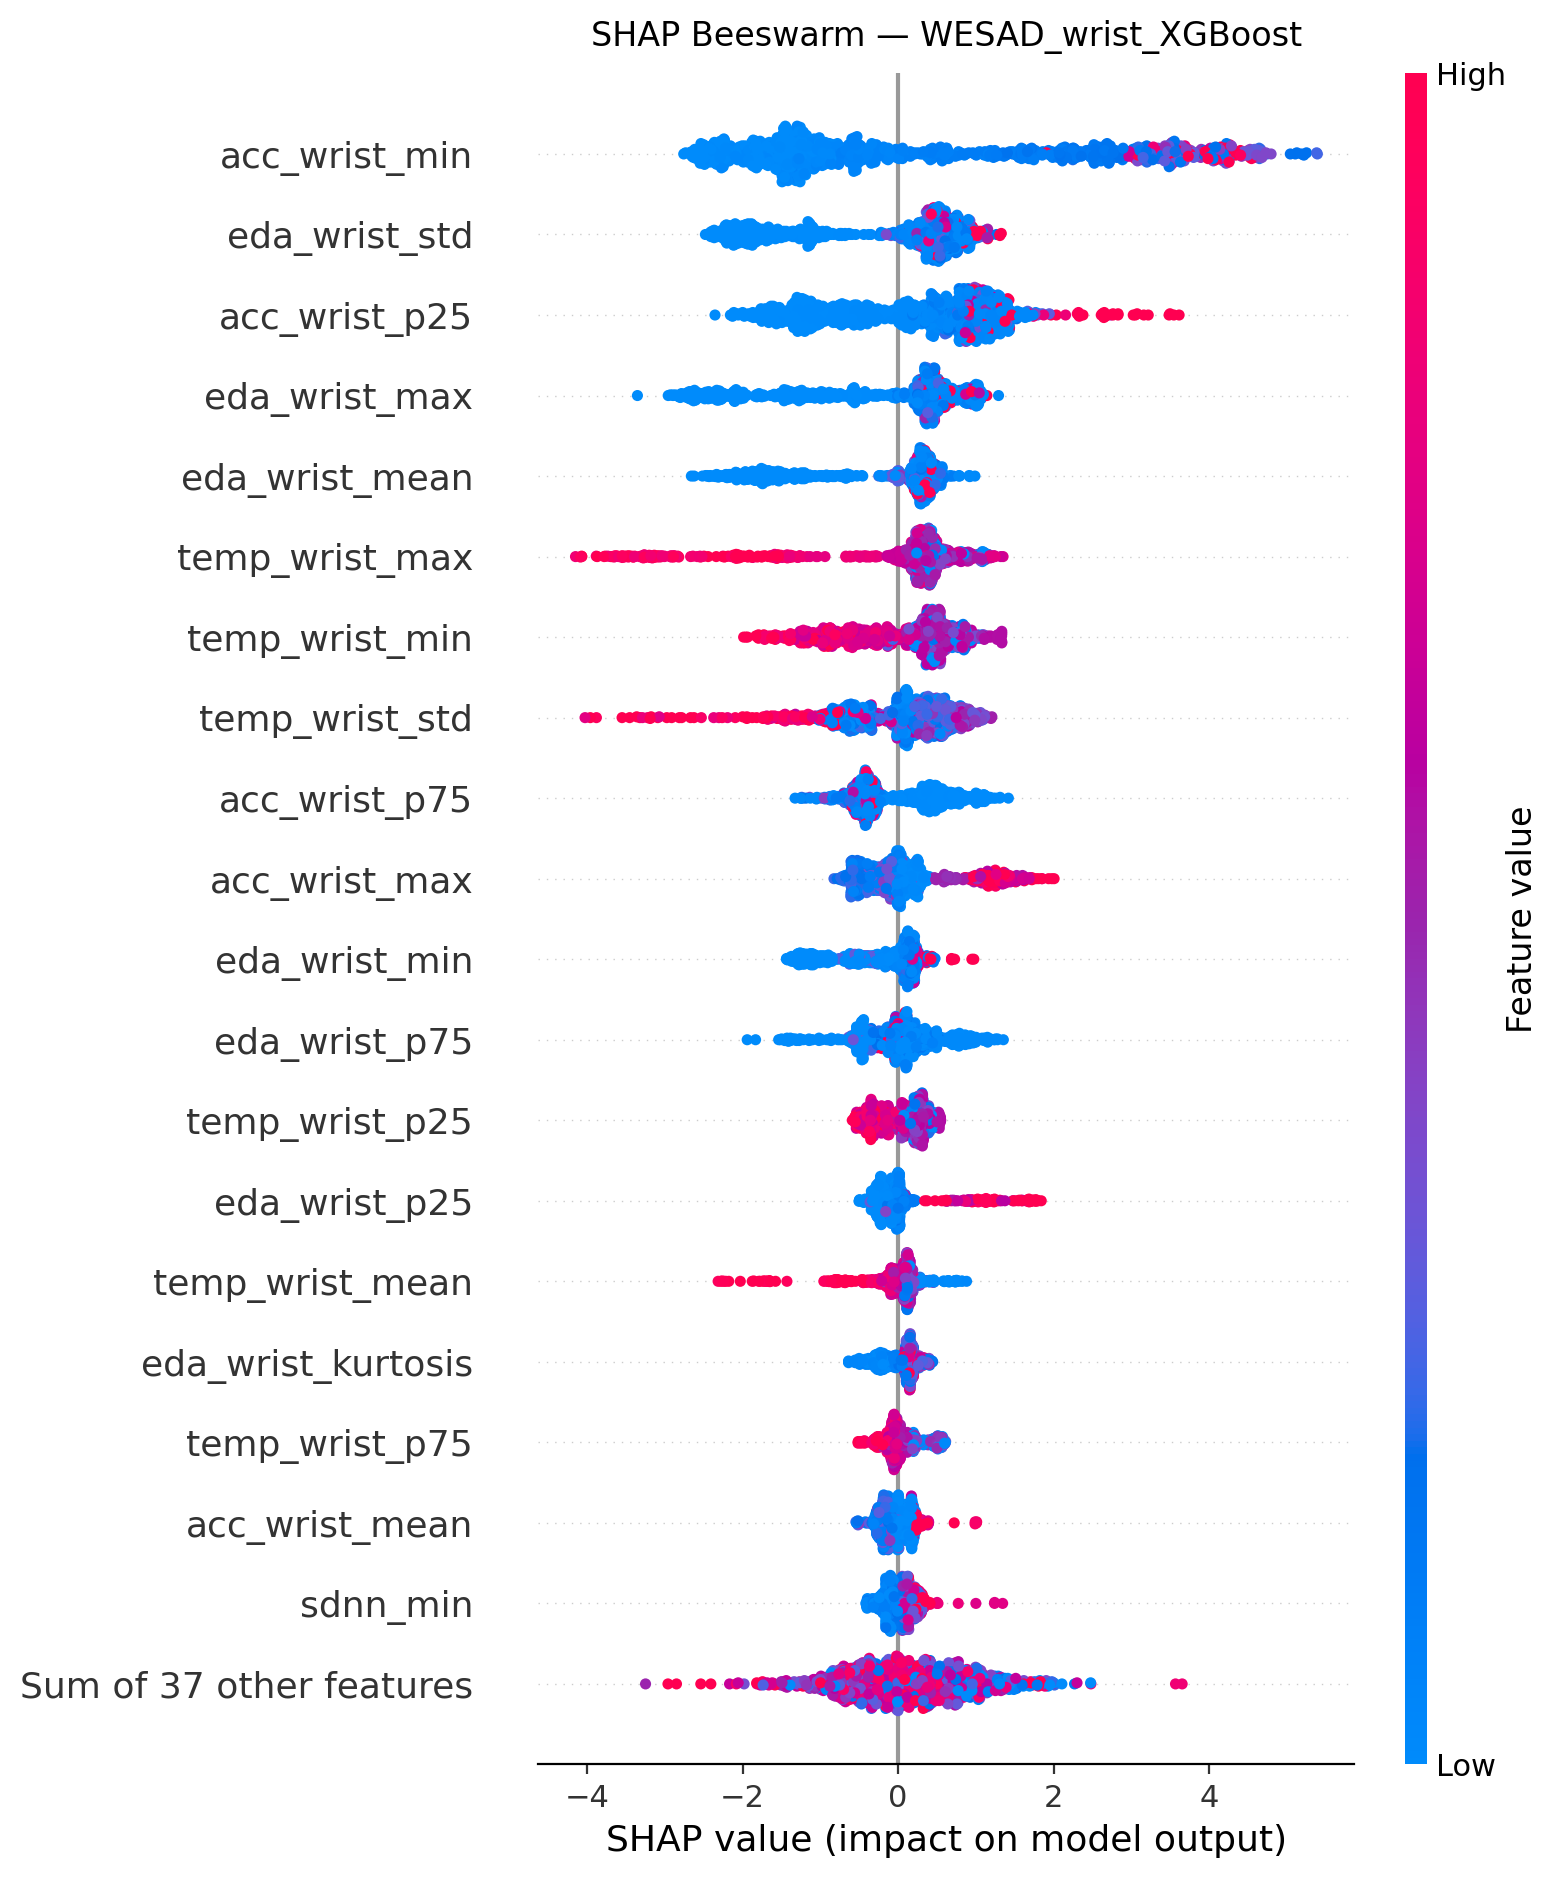 SHAP Beeswarm — WESAD_wrist_XGBoost
High
acc_wrist_min
eda_wrist_std
acc_wrist_p25
eda_wrist_max
eda_wrist_mean
temp_wrist_max
temp_wrist_min
temp_wrist_std
acc_wrist_p75
acc_wrist_max
eda_wrist_min
eda_wrist_p75
temp_wrist_p25
eda_wrist_p25
temp_wrist_mean
eda_wrist_kurtosis
temp_wrist_p75
acc_wrist_mean
sdnn_min
Sum of 37 other features
Feature value
Low
−4 −2 0 2 4
SHAP value (impact on model output)